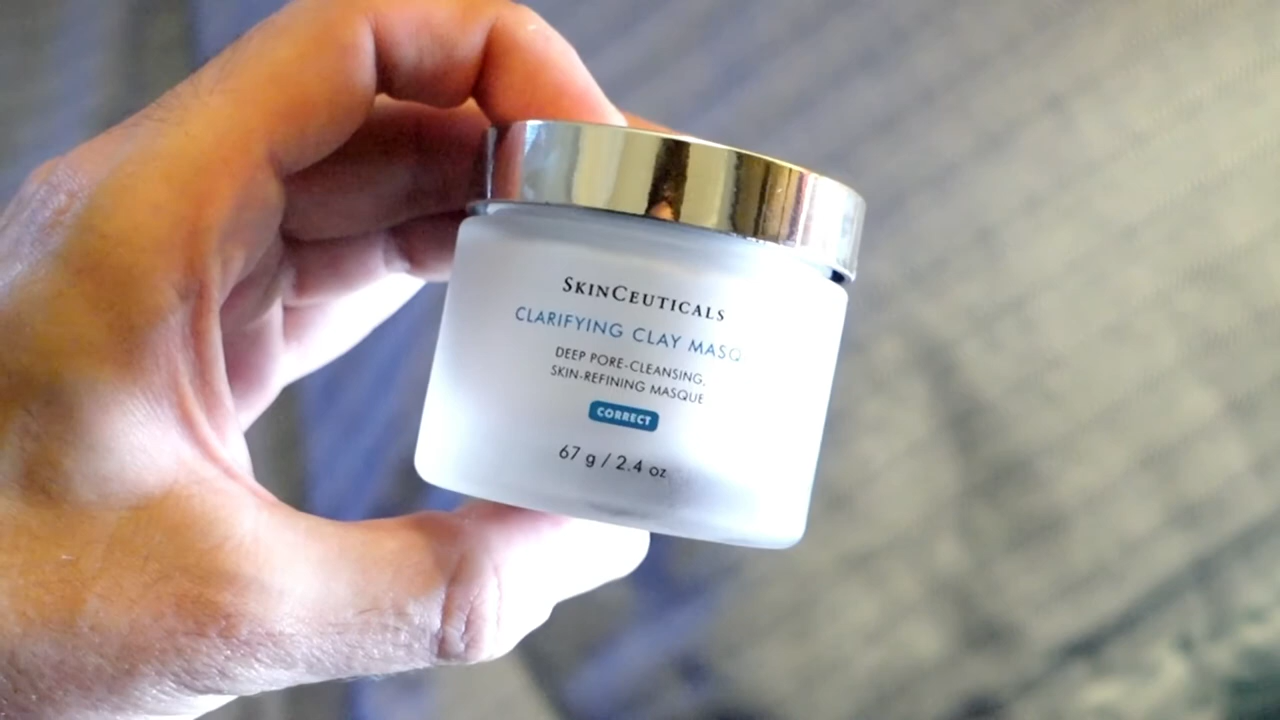 SKINCEUTICALS
CLARIFYING CLAY MASQ
DEEP PORE-CLEANSING,
SKIN-REFINING MASQUE
CORRECT
67 g / 2.4 oz